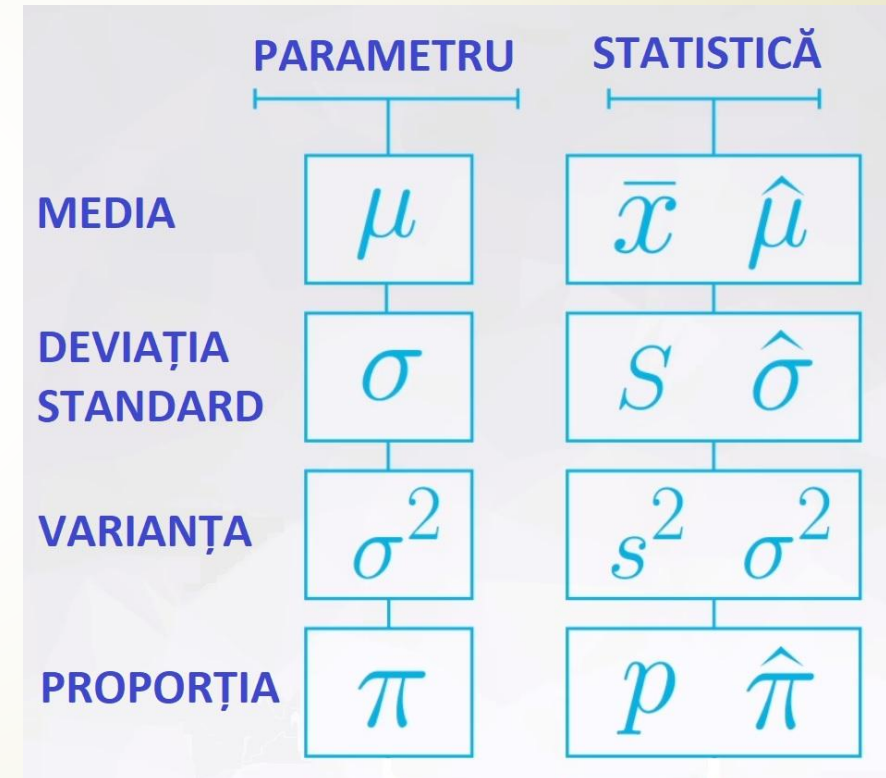 PARAMETRU STATISTICĂ
MEDIA μ x̅ μ̂
DEVIAȚIA
STANDARD σ S σ̂
VARIANȚA σ² s² σ²
PROPORȚIA π p π̂